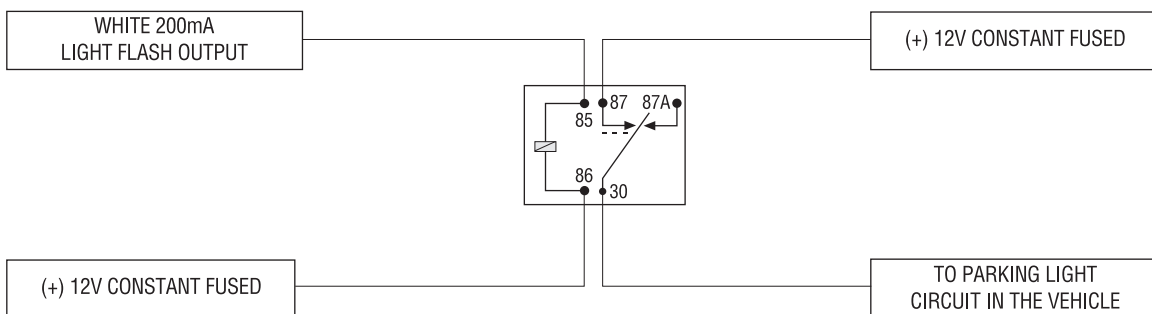 WHITE 200mA
LIGHT FLASH OUTPUT
(+) 12V CONSTANT FUSED
87 87A
85
86
30
(+) 12V CONSTANT FUSED
TO PARKING LIGHT
CIRCUIT IN THE VEHICLE